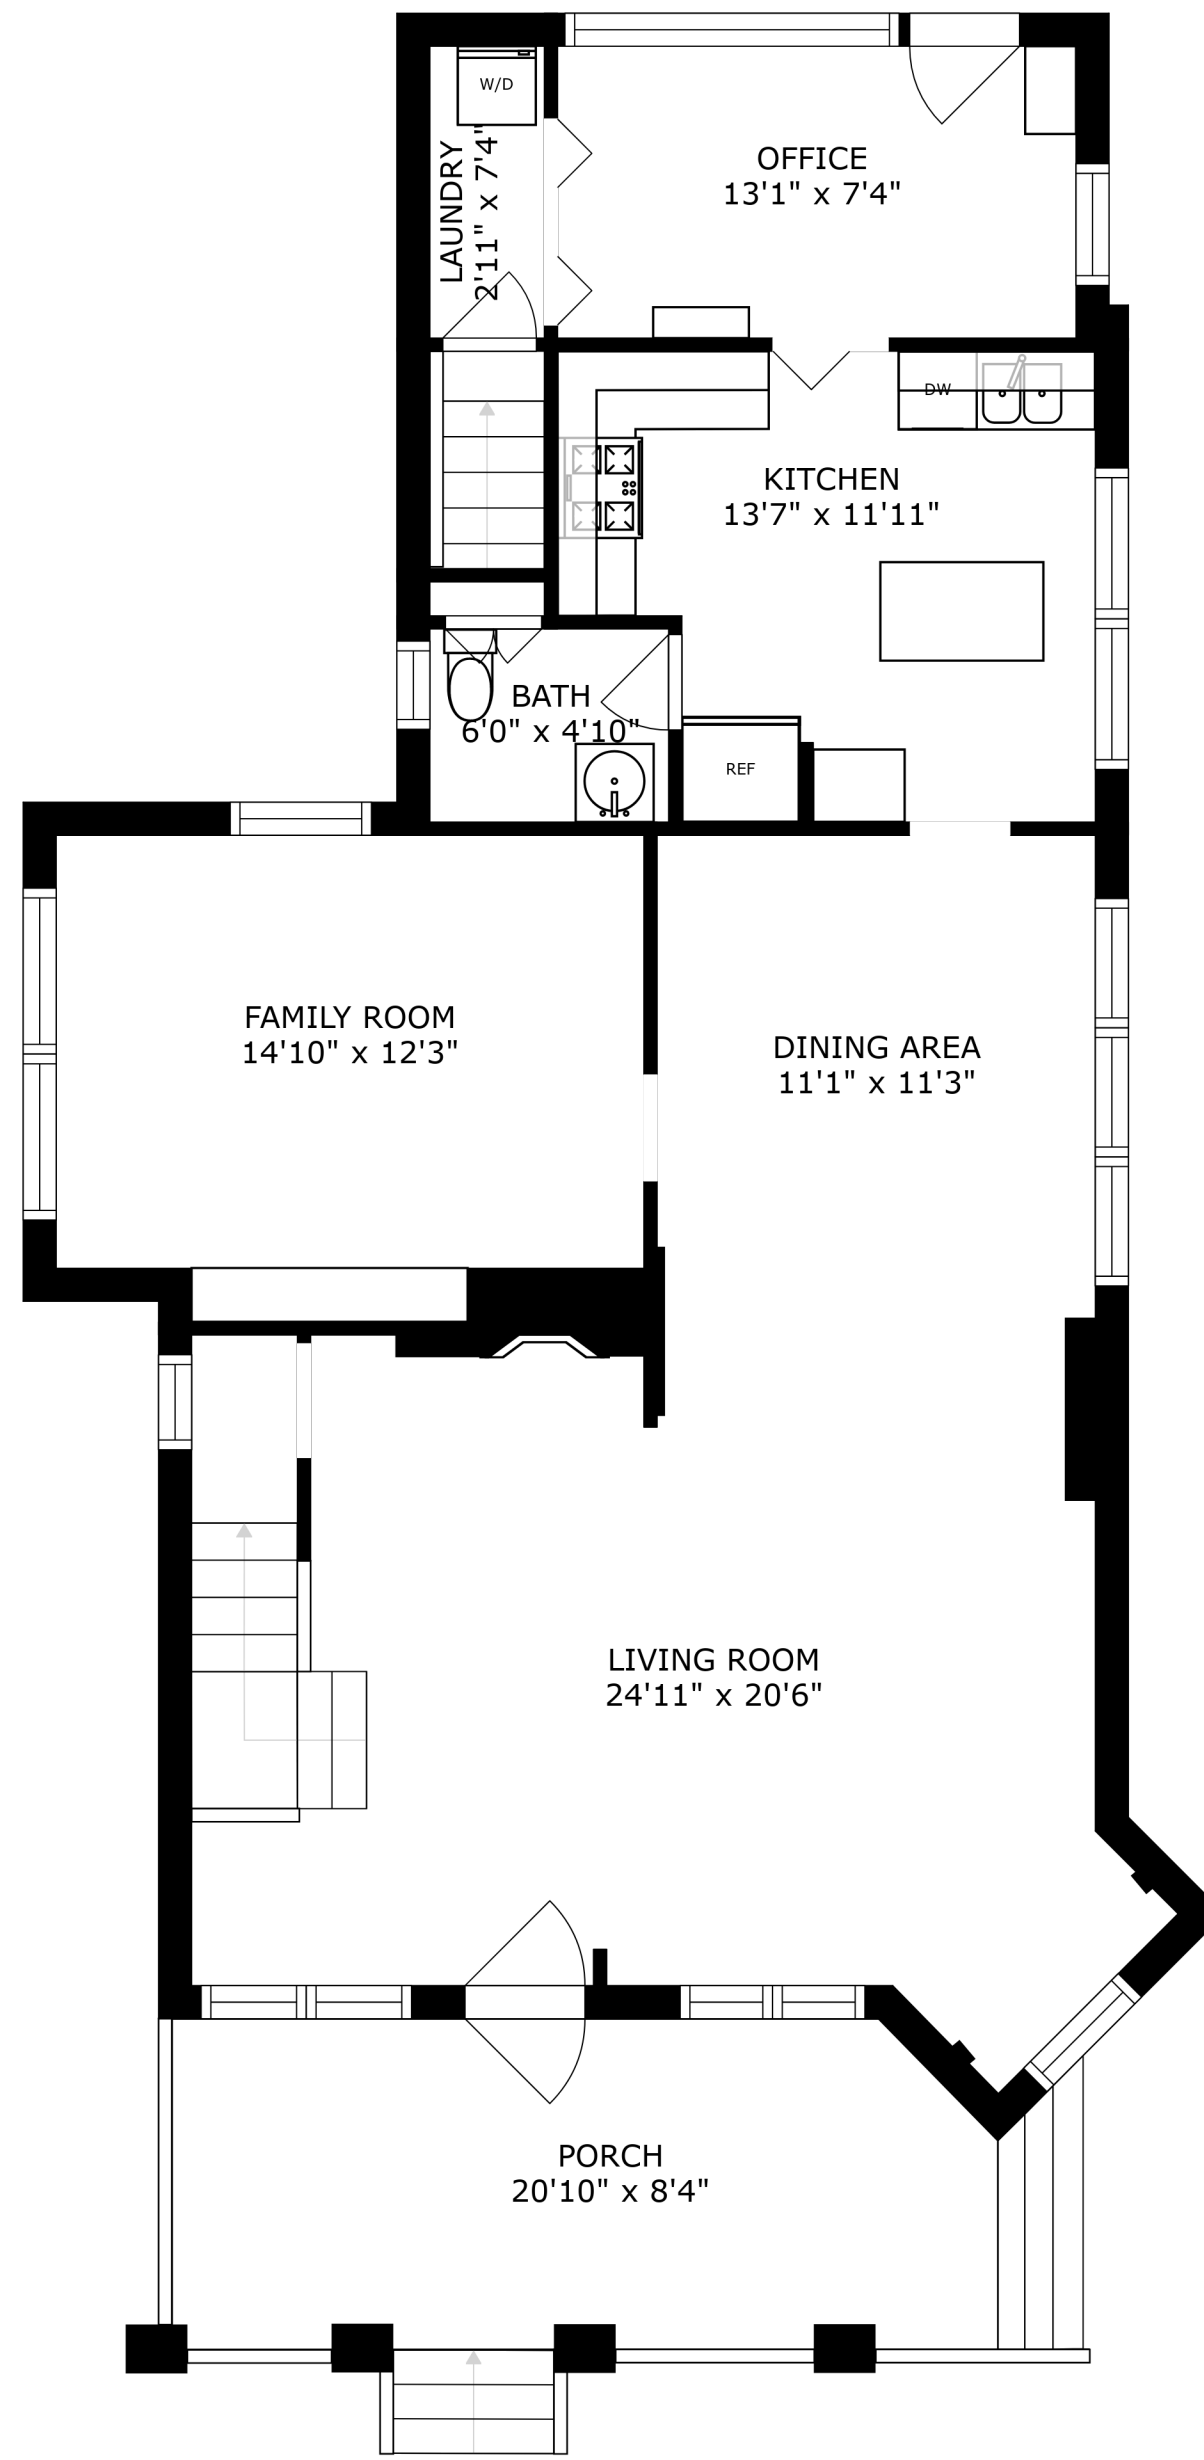 W/D
LAUNDRY
2'11" x 7'4"
OFFICE
13'1" x 7'4"
DW
KITCHEN
13'7" x 11'11"
BATH
6'0" x 4'10"
REF
FAMILY ROOM
14'10" x 12'3"
DINING AREA
11'1" x 11'3"
LIVING ROOM
24'11" x 20'6"
PORCH
20'10" x 8'4"